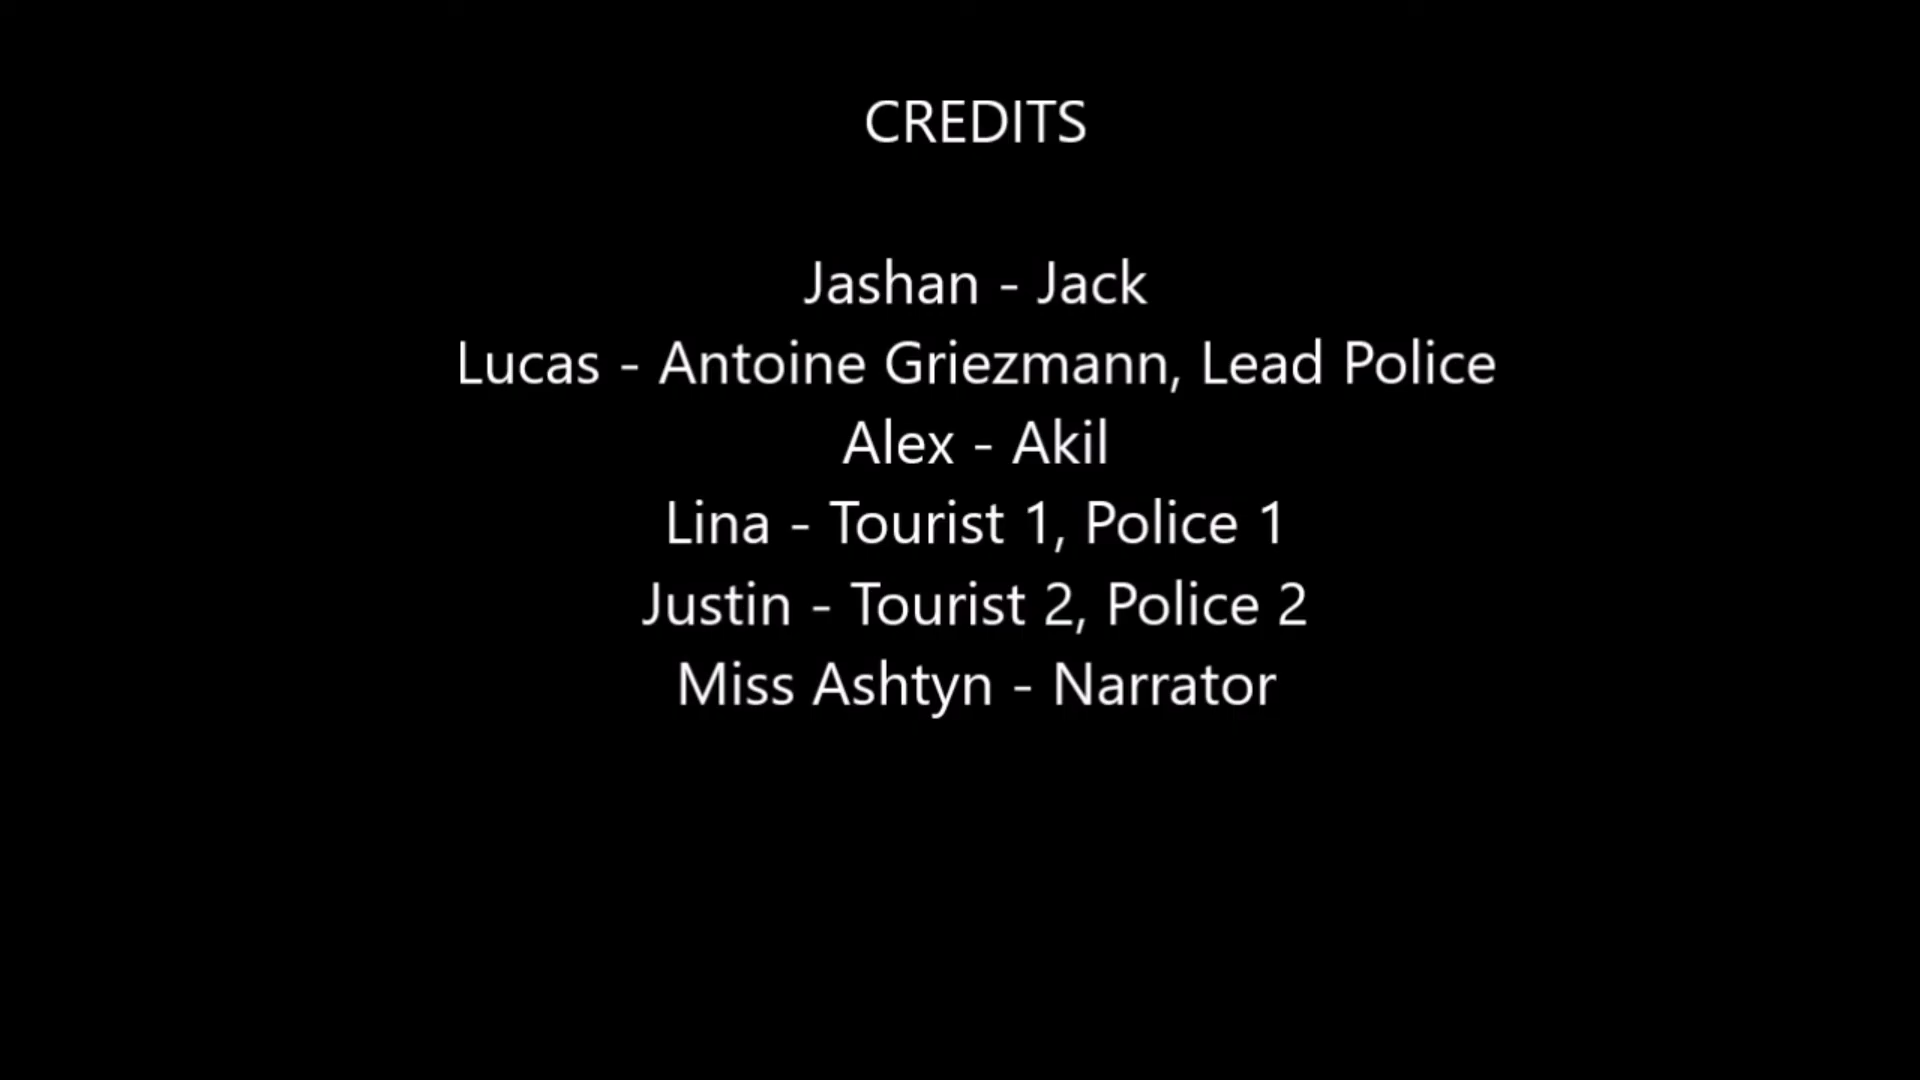 CREDITS
Jashan - Jack
Lucas - Antoine Griezmann, Lead Police
Alex - Akil
Lina - Tourist 1, Police 1
Justin - Tourist 2, Police 2
Miss Ashtyn - Narrator